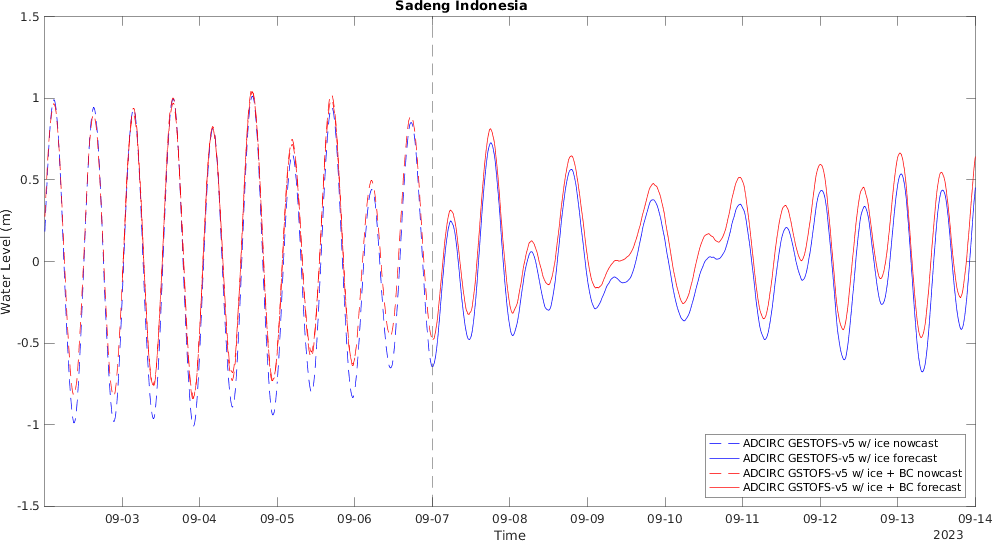 Sadeng Indonesia
1.5
1
0.5
0
-0.5
-1
-1.5
Water Level (m)
ADCIRC GESTOFS-v5 w/ ice nowcast
ADCIRC GESTOFS-v5 w/ ice forecast
ADCIRC GSTOFS-v5 w/ ice + BC nowcast
ADCIRC GSTOFS-v5 w/ ice + BC forecast
09-03 09-04 09-05 09-06 09-07 09-08 09-09 09-10 09-11 09-12 09-13 09-14
Time
2023